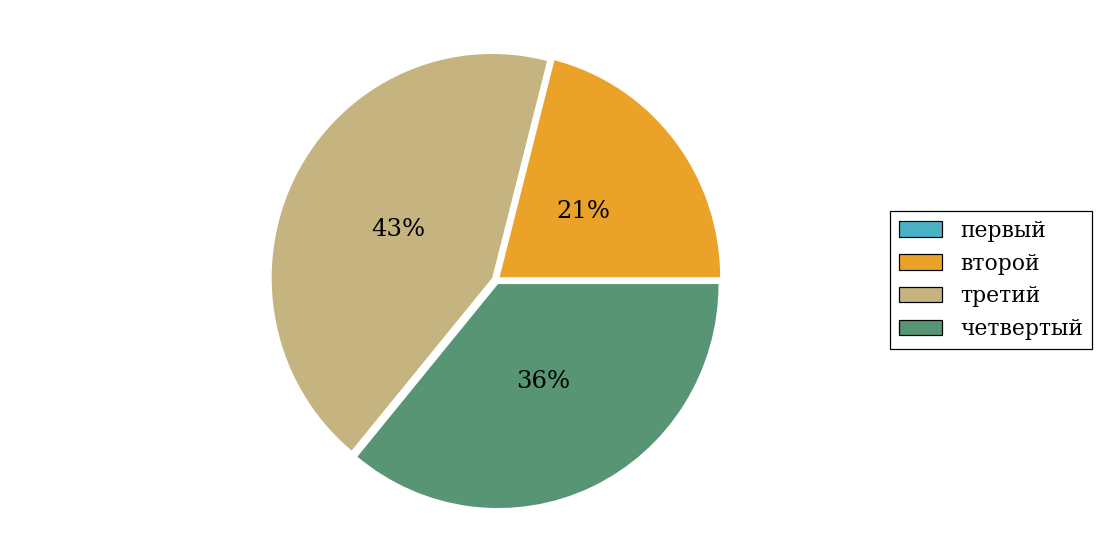 21%
43%
36%
первый
второй
третий
четвертый